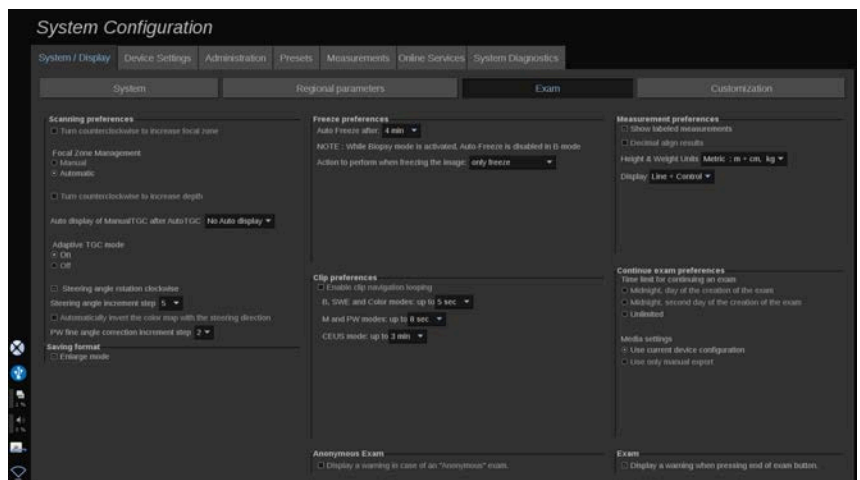 System Configuration
System / Display Device Settings Administration Presets Measurements Online Services System Diagnostics
System Regional parameters Exam Customization
Scanning preferences
Turn counterclockwise to increase focal zone
Focal Zone Management
Manual
Automatic
Turn counterclockwise to increase depth
Auto display of ManualTGC after AutoTGC No Auto display
Adaptive TGC mode
On
Off
Steering angle rotation clockwise
Steering angle increment step 5
Automatically invert the color map with the steering direction
PW fine angle correction increment step 2
Saving format
Enlarge mode
Freeze preferences
Auto Freeze after: 4 min
NOTE : While Biopsy mode is activated, Auto Freeze is disabled in B mode
Action to perform when freezing the image: only freeze
Clip preferences
Enable clip navigation looping
B, SWE and Color modes: up to 5 sec
M and PW modes: up to 8 sec
CEUS mode: up to 3 min
Anonymous Exam
Display a warning in case of an "Anonymous" exam.
Measurement preferences
Show labeled measurements
Decimal align results
Height & Weight Units Metric : m + cm, kg
Display Line + Control
Continue exam preferences
Time limit for continuing an exam
Midnight, day of the creation of the exam
Midnight, second day of the creation of the exam
Unlimited
Media settings
Use current device configuration
Use only manual export
Exam
Display a warning when pressing end of exam button.